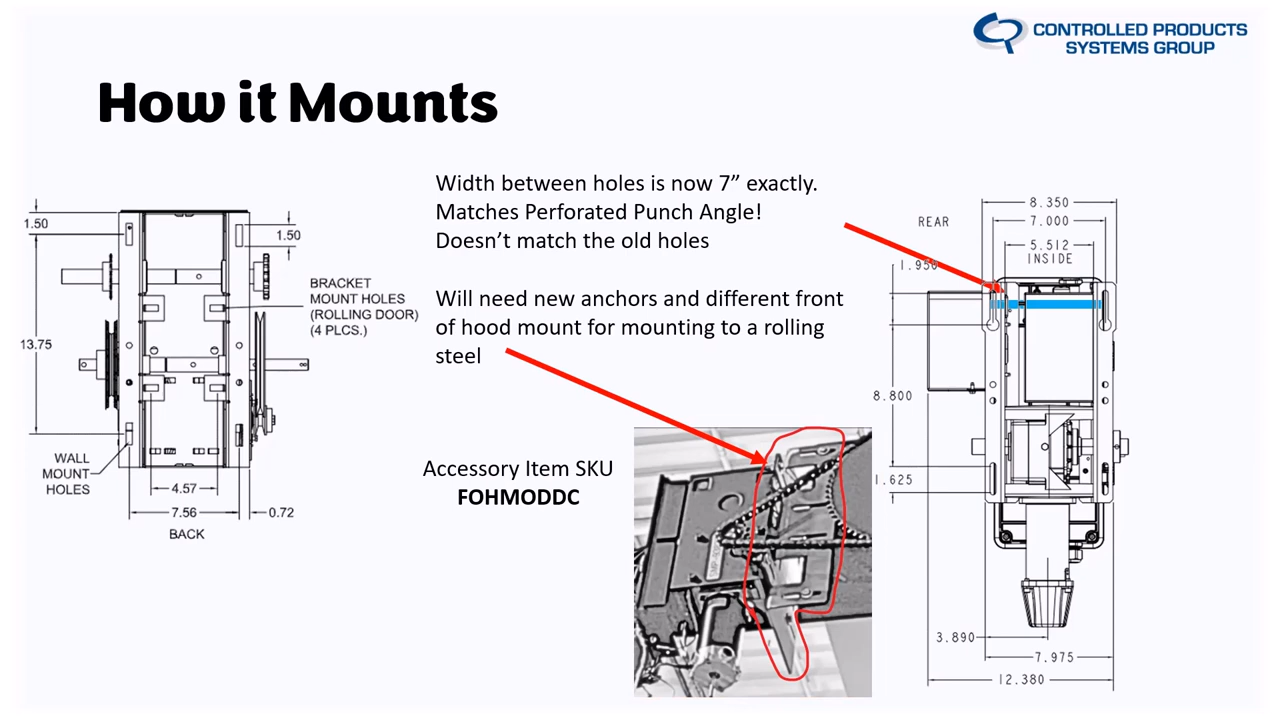 CONTROLLED PRODUCTS
SYSTEMS GROUP
How it Mounts
Width between holes is now 7” exactly.
Matches Perforated Punch Angle!
Doesn’t match the old holes
Will need new anchors and different front
of hood mount for mounting to a rolling
steel
Accessory Item SKU
FOHMODDC
1.50
1.50
BRACKET
MOUNT HOLES
(ROLLING DOOR)
(4 PLCS.)
13.75
WALL
MOUNT
HOLES
4.57
7.56
0.72
BACK
8.350
REAR
7.000
5.512
INSIDE
1.950
8.800
1.625
3.890
7.975
12.380